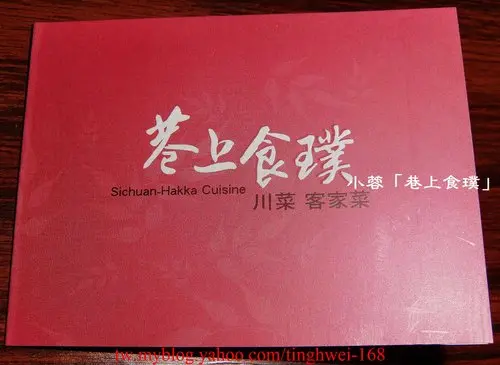 巷上食璞
Sichuan-Hakka Cuisine
川菜 客家菜
小蓉「巷上食璞」
tw.myblog.yahoo.com/tinghwei-168